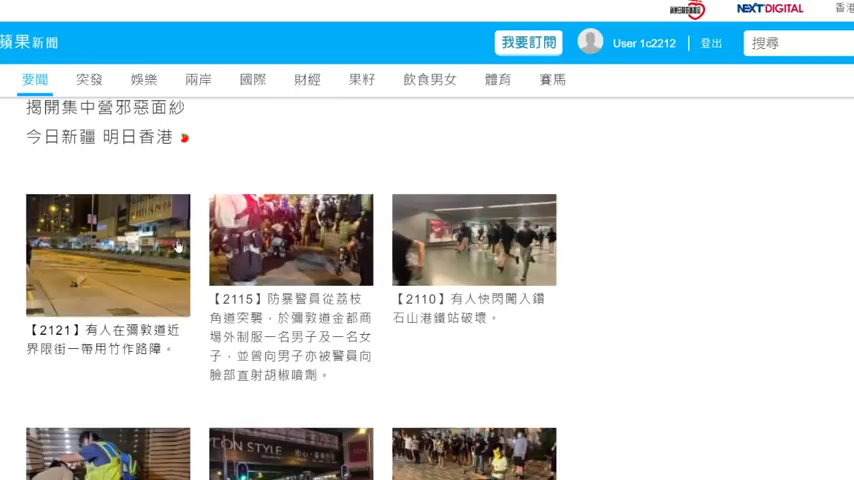 NEXT DIGITAL
香港
蘋果新聞
我要訂閱
User 1c2212
登出
搜尋
要聞 突發 娛樂 兩岸 國際 財經 果籽 飲食男女 體育 賽馬
揭開集中營邪惡面紗
今日新疆 明日香港
【2121】有人在彌敦道近
界限街一帶用竹作路障。
【2115】防暴警員從荔枝
角道突襲，於彌敦道金都商
場外制服一名男子及一名女
子，並曾向男子亦被警員向
臉部直射胡椒噴劑。
【2110】有人快閃闖入鑽
石山港鐵站破壞。
TON STYLE